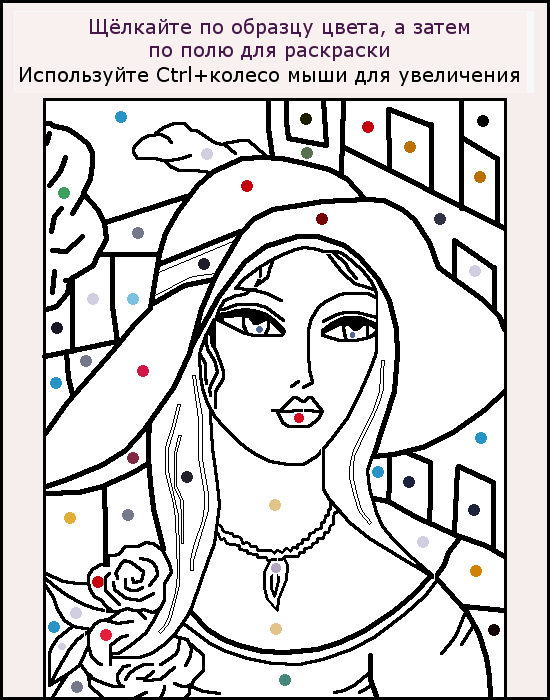 Щёлкайте по образцу цвета, а затем
по полю для раскраски
Используйте Ctrl+колесо мыши для увеличения